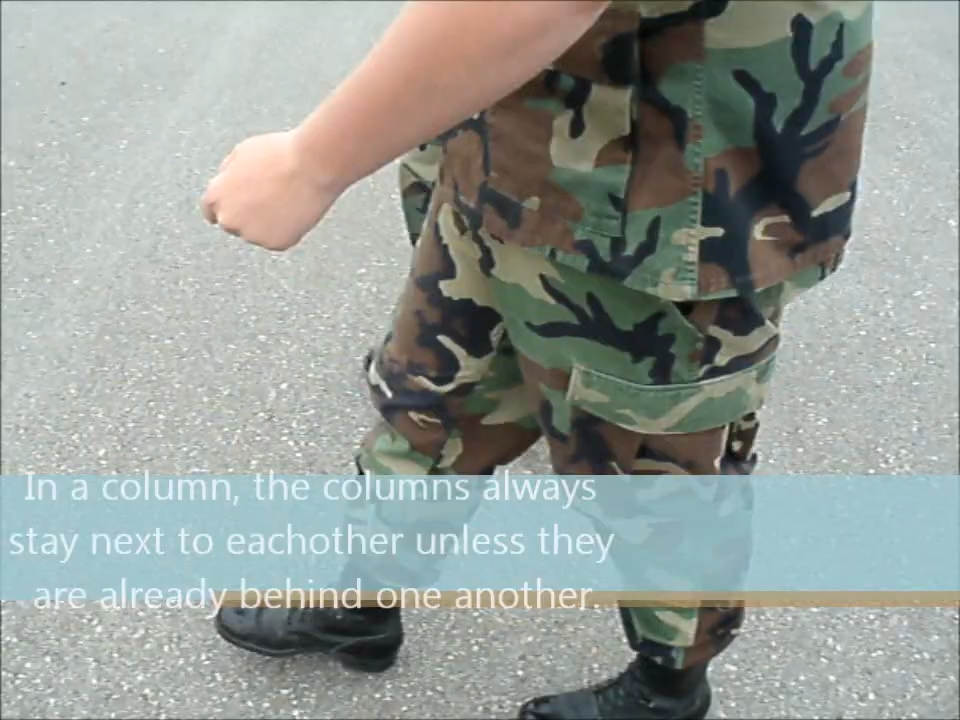 In a column, the columns always
stay next to eachother unless they
are already behind one another.